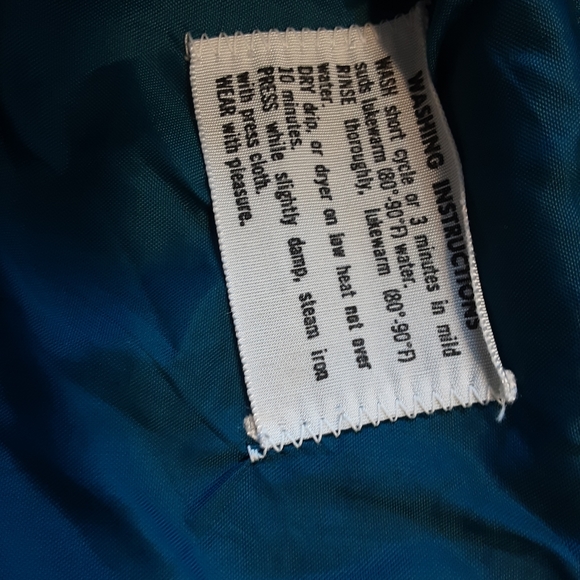 WASHING INSTRUCTIONS
WASH short cycle or 3 minutes in mild
suds lukewarm (80°-90°F) water.
RINSE thoroughly, lukewarm (80°-90°F)
water.
DRY drip, or dryer on low heat not over
10 minutes.
PRESS while slightly damp, steam iron
with press cloth.
WEAR with pleasure.